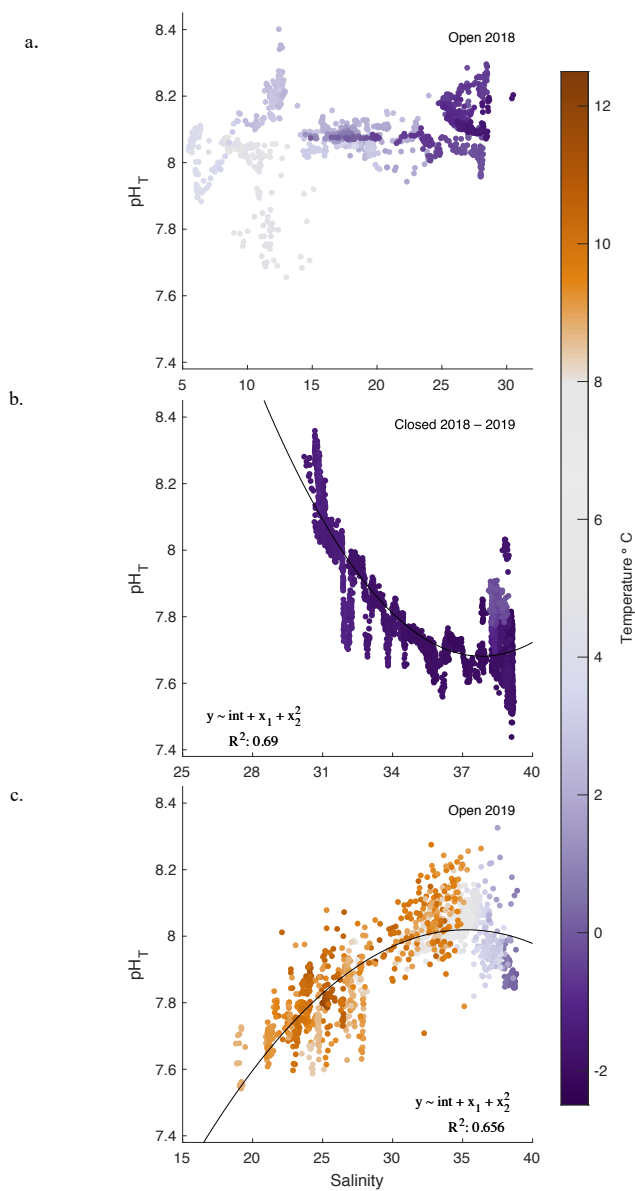 a.
Open 2018
8.4
8.2
8
7.8
7.6
7.4
pH_T
5 10 15 20 25 30
b.
Closed 2018 – 2019
8.4
8.2
8
7.8
7.6
7.4
pH_T
y ~ int + x_1 + x_2^2
R^2: 0.69
25 28 31 34 37 40
c.
Open 2019
8.4
8.2
8
7.8
7.6
7.4
pH_T
y ~ int + x_1 + x_2^2
R^2: 0.656
15 20 25 30 35 40
Salinity
12
10
8
6
4
2
0
-2
Temperature ° C